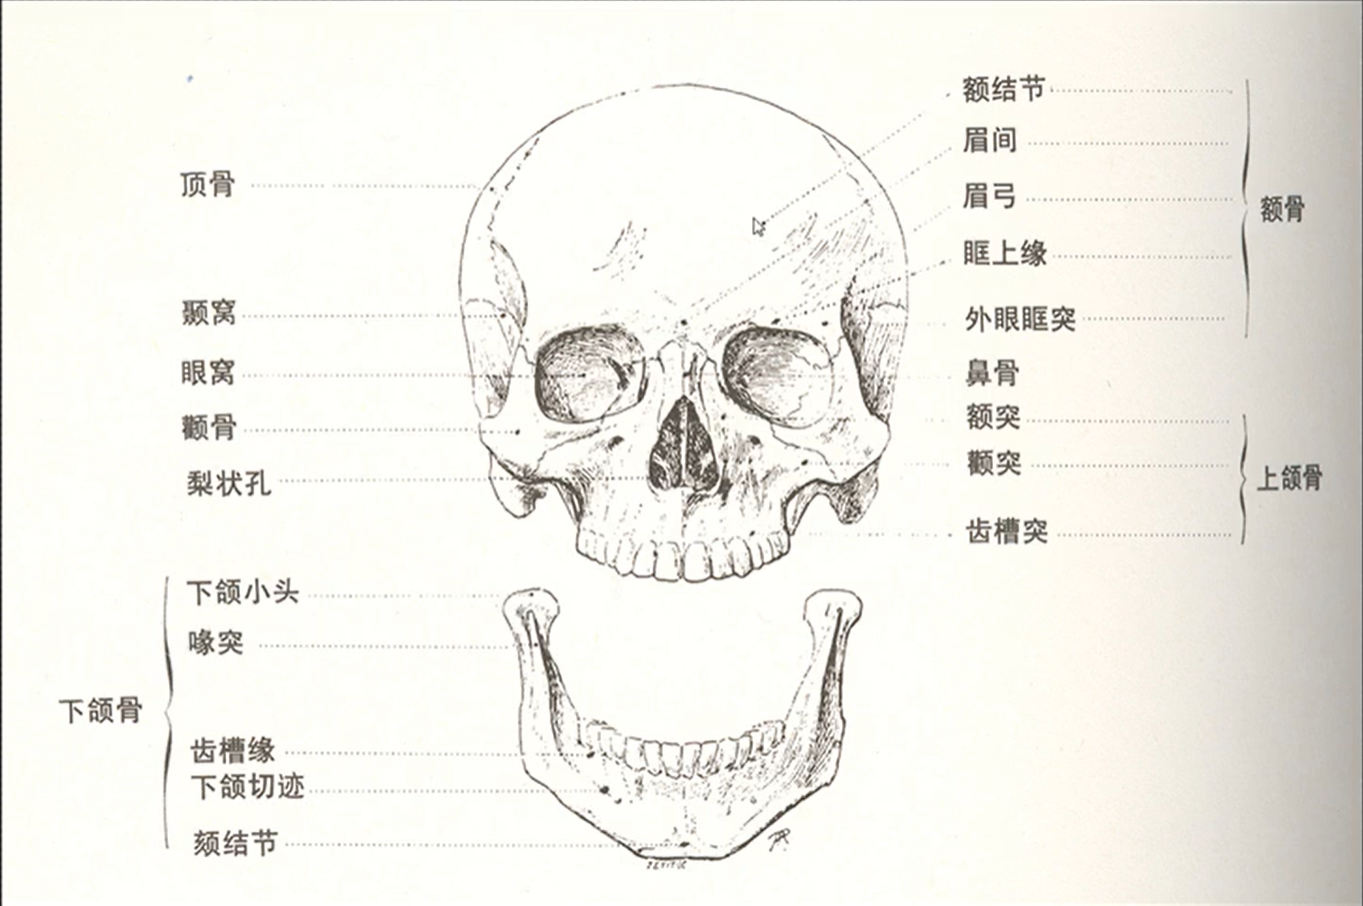 顶骨
颞窝
眼窝
颧骨
梨状孔
下颌小头
喙突
齿槽缘
下颌切迹
颏结节
下颌骨
额结节
眉间
眉弓
眶上缘
外眼眶突
鼻骨
额突
颧突
齿槽突
额骨
上颌骨